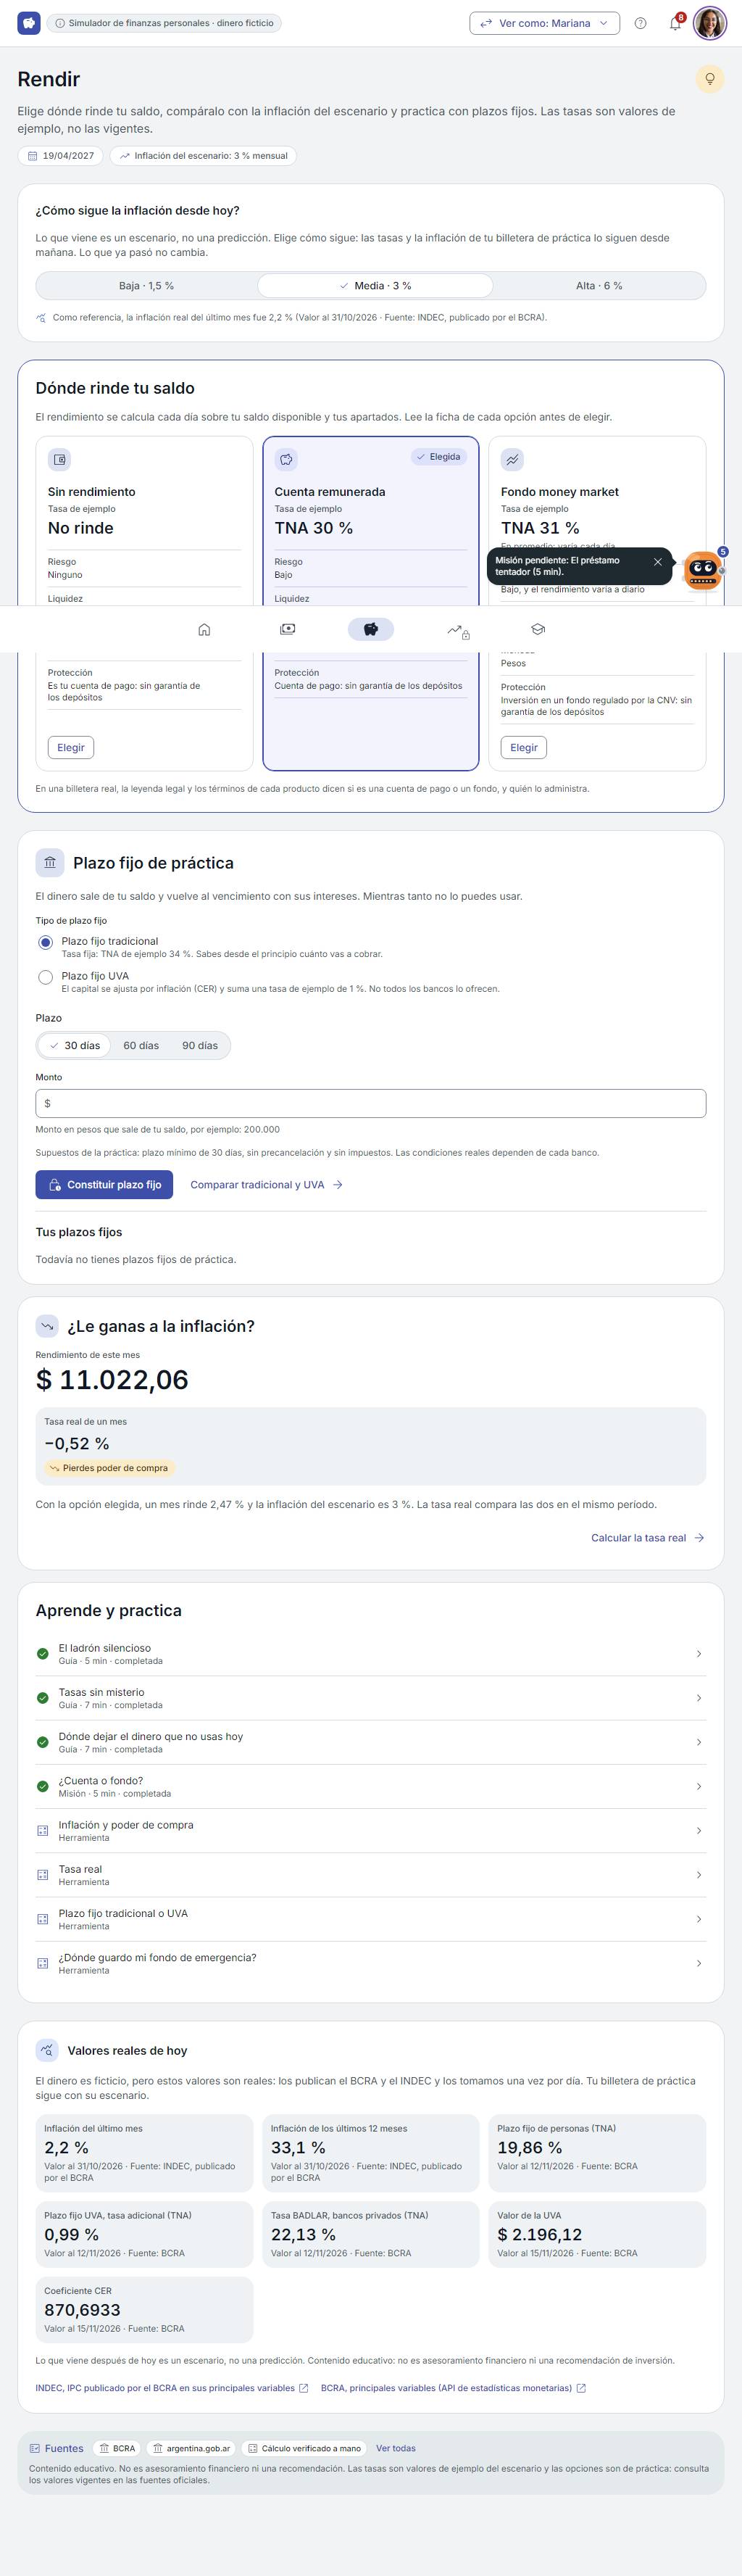 Simulador de finanzas personales · dinero ficticio
Ver como: Mariana
8
Rendir
Elige dónde rinde tu saldo, compáralo con la inflación del escenario y practica con plazos fijos. Las tasas son valores de
ejemplo, no las vigentes.
19/04/2027
Inflación del escenario: 3 % mensual
¿Cómo sigue la inflación desde hoy?
Lo que viene es un escenario, no una predicción. Elige cómo sigue: las tasas y la inflación de tu billetera de práctica lo siguen desde
mañana. Lo que ya pasó no cambia.
Baja · 1,5 %
Media · 3 %
Alta · 6 %
Como referencia, la inflación real del último mes fue 2,2 % (Valor al 31/10/2026 · Fuente: INDEC, publicado por el BCRA).
Dónde rinde tu saldo
El rendimiento se calcula cada día sobre tu saldo disponible y tus apartados. Lee la ficha de cada opción antes de elegir.
Sin rendimiento
Tasa de ejemplo
No rinde
Riesgo
Ninguno
Liquidez
Protección
Es tu cuenta de pago: sin garantía de
los depósitos
Elegir
Elegida
Cuenta remunerada
Tasa de ejemplo
TNA 30 %
Riesgo
Bajo
Liquidez
Protección
Cuenta de pago: sin garantía de los depósitos
Fondo money market
Tasa de ejemplo
TNA 31 %
En promedio: varía cada día
Misión pendiente: El préstamo
tentador (5 min).
5
Bajo, y el rendimiento varía a diario
Moneda
Pesos
Protección
Inversión en un fondo regulado por la CNV: sin
garantía de los depósitos
Elegir
En una billetera real, la leyenda legal y los términos de cada producto dicen si es una cuenta de pago o un fondo, y quién lo administra.
Plazo fijo de práctica
El dinero sale de tu saldo y vuelve al vencimiento con sus intereses. Mientras tanto no lo puedes usar.
Tipo de plazo fijo
Plazo fijo tradicional
Tasa fija: TNA de ejemplo 34 %. Sabes desde el principio cuánto vas a cobrar.
Plazo fijo UVA
El capital se ajusta por inflación (CER) y suma una tasa de ejemplo de 1 %. No todos los bancos lo ofrecen.
Plazo
30 días
60 días
90 días
Monto
$
Monto en pesos que sale de tu saldo, por ejemplo: 200.000
Supuestos de la práctica: plazo mínimo de 30 días, sin precancelación y sin impuestos. Las condiciones reales dependen de cada banco.
Constituir plazo fijo
Comparar tradicional y UVA
Tus plazos fijos
Todavía no tienes plazos fijos de práctica.
¿Le ganas a la inflación?
Rendimiento de este mes
$ 11.022,06
Tasa real de un mes
−0,52 %
Pierdes poder de compra
Con la opción elegida, un mes rinde 2,47 % y la inflación del escenario es 3 %. La tasa real compara las dos en el mismo período.
Calcular la tasa real
Aprende y practica
El ladrón silencioso
Guía · 5 min · completada
Tasas sin misterio
Guía · 7 min · completada
Dónde dejar el dinero que no usas hoy
Guía · 7 min · completada
¿Cuenta o fondo?
Misión · 5 min · completada
Inflación y poder de compra
Herramienta
Tasa real
Herramienta
Plazo fijo tradicional o UVA
Herramienta
¿Dónde guardo mi fondo de emergencia?
Herramienta
Valores reales de hoy
El dinero es ficticio, pero estos valores son reales: los publican el BCRA y el INDEC y los tomamos una vez por día. Tu billetera de práctica
sigue con su escenario.
Inflación del último mes
2,2 %
Valor al 31/10/2026 · Fuente: INDEC, publicado
por el BCRA
Inflación de los últimos 12 meses
33,1 %
Valor al 31/10/2026 · Fuente: INDEC, publicado
por el BCRA
Plazo fijo de personas (TNA)
19,86 %
Valor al 12/11/2026 · Fuente: BCRA
Plazo fijo UVA, tasa adicional (TNA)
0,99 %
Valor al 12/11/2026 · Fuente: BCRA
Tasa BADLAR, bancos privados (TNA)
22,13 %
Valor al 12/11/2026 · Fuente: BCRA
Valor de la UVA
$ 2.196,12
Valor al 15/11/2026 · Fuente: BCRA
Coeficiente CER
870,6933
Valor al 15/11/2026 · Fuente: BCRA
Lo que viene después de hoy es un escenario, no una predicción. Contenido educativo: no es asesoramiento financiero ni una recomendación de inversión.
INDEC, IPC publicado por el BCRA en sus principales variables
BCRA, principales variables (API de estadísticas monetarias)
Fuentes
BCRA
argentina.gob.ar
Cálculo verificado a mano
Ver todas
Contenido educativo. No es asesoramiento financiero ni una recomendación. Las tasas son valores de ejemplo del escenario y las opciones son de práctica: consulta
los valores vigentes en las fuentes oficiales.